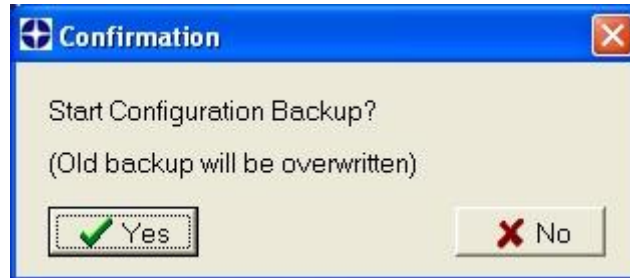 Confirmation
Start Configuration Backup?
(Old backup will be overwritten)
Yes No